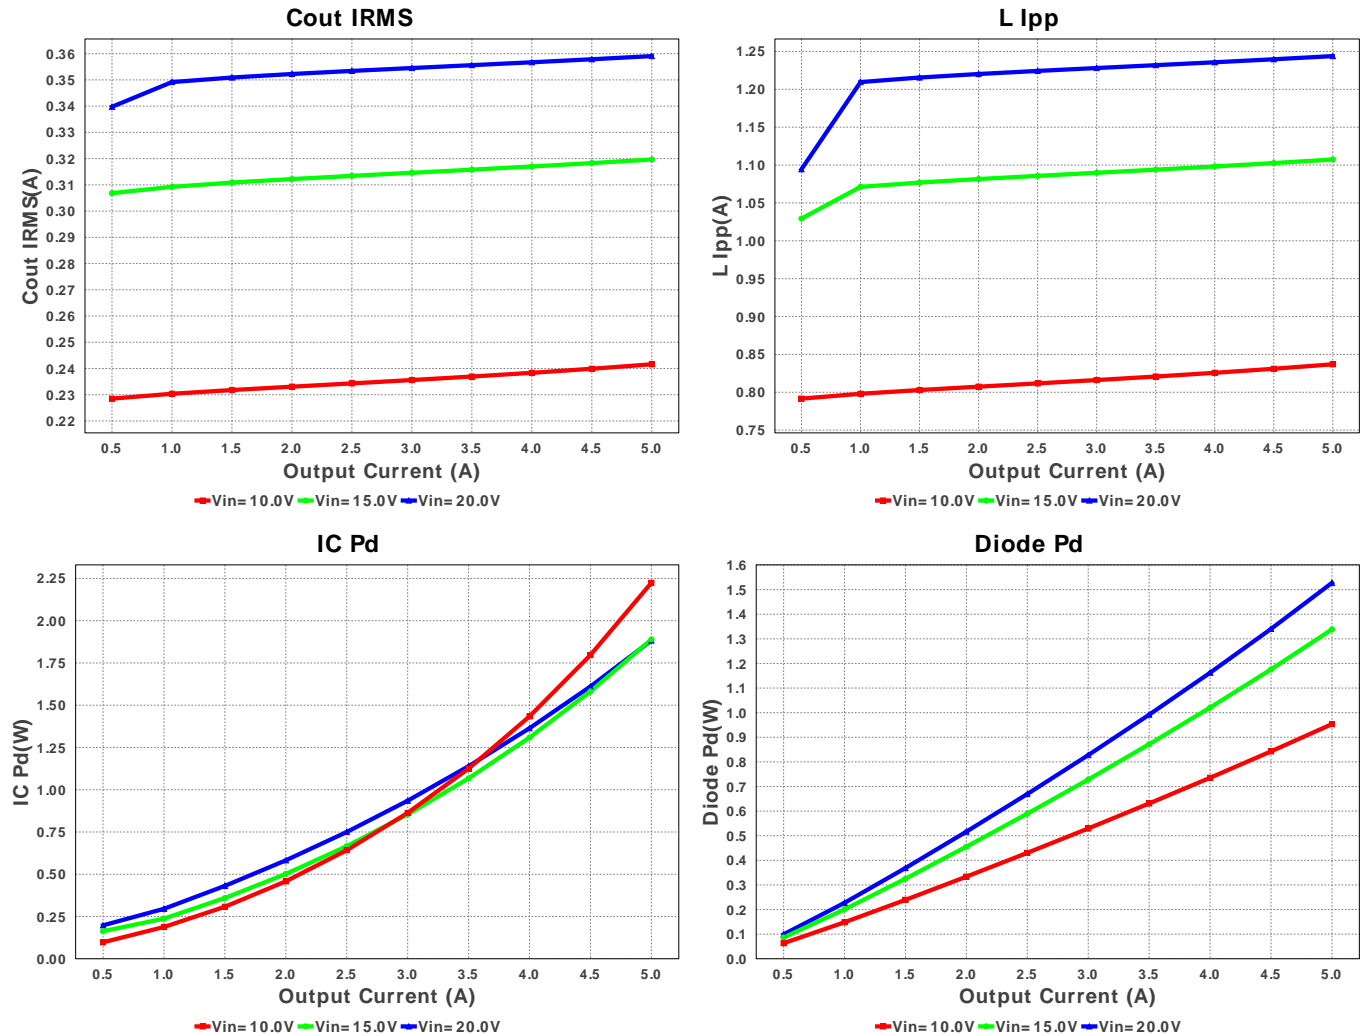 Cout IRMS
0.36
0.35
0.34
0.33
0.32
0.31
0.30
0.29
0.28
0.27
0.26
0.25
0.24
0.23
0.22
Cout IRMS(A)
0.5 1.0 1.5 2.0 2.5 3.0 3.5 4.0 4.5 5.0
Output Current (A)
Vin= 10.0V Vin= 15.0V Vin= 20.0V
L Ipp
1.25
1.20
1.15
1.10
1.05
1.00
0.95
0.90
0.85
0.80
0.75
L Ipp(A)
0.5 1.0 1.5 2.0 2.5 3.0 3.5 4.0 4.5 5.0
Output Current (A)
Vin= 10.0V Vin= 15.0V Vin= 20.0V
IC Pd
2.25
2.00
1.75
1.50
1.25
1.00
0.75
0.50
0.25
0.00
IC Pd(W)
0.5 1.0 1.5 2.0 2.5 3.0 3.5 4.0 4.5 5.0
Output Current (A)
Vin= 10.0V Vin= 15.0V Vin= 20.0V
Diode Pd
1.6
1.5
1.4
1.3
1.2
1.1
1.0
0.9
0.8
0.7
0.6
0.5
0.4
0.3
0.2
0.1
0.0
Diode Pd(W)
0.5 1.0 1.5 2.0 2.5 3.0 3.5 4.0 4.5 5.0
Output Current (A)
Vin= 10.0V Vin= 15.0V Vin= 20.0V